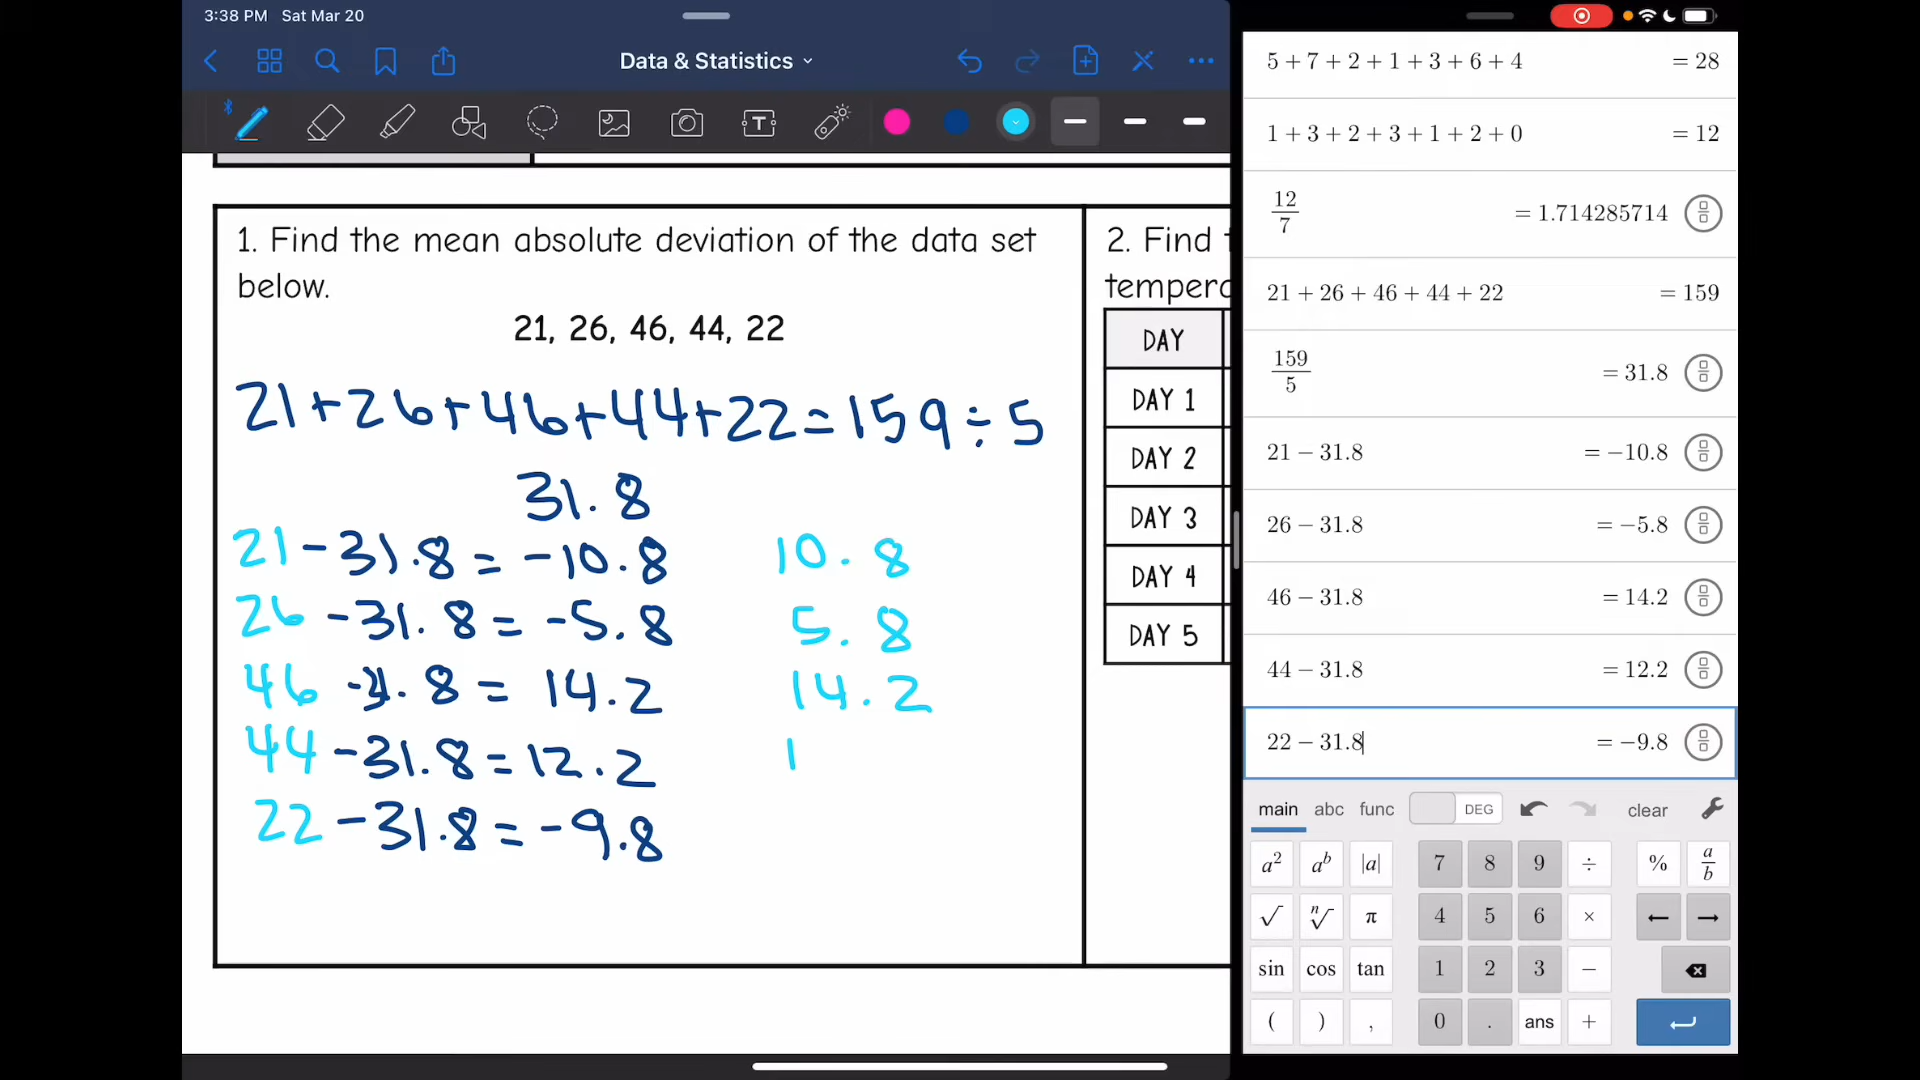 3:38 PM Sat Mar 20
Data & Statistics
T
1. Find the mean absolute deviation of the data set
below.
21, 26, 46, 44, 22
21+26+46+44+22=159÷5
31.8
21-31.8=-10.8 10.8
26-31.8=-5.8 5.8
46-31.8=14.2 14.2
44-31.8=12.2 1
22-31.8=-9.8
2. Find
tempera
DAY
DAY 1
DAY 2
DAY 3
DAY 4
DAY 5
5+7+2+1+3+6+4 =28
1+3+2+3+1+2+0 =12
12/7 =1.714285714
21+26+46+44+22 =159
159/5 =31.8
21−31.8 =−10.8
26−31.8 =−5.8
46−31.8 =14.2
44−31.8 =12.2
22−31.8 =−9.8
main abc func DEG clear
a² aᵇ |a| 7 8 9 ÷ % a/b
√ ⁿ√ π 4 5 6 × ← →
sin cos tan 1 2 3 −
( ) , 0 . ans +